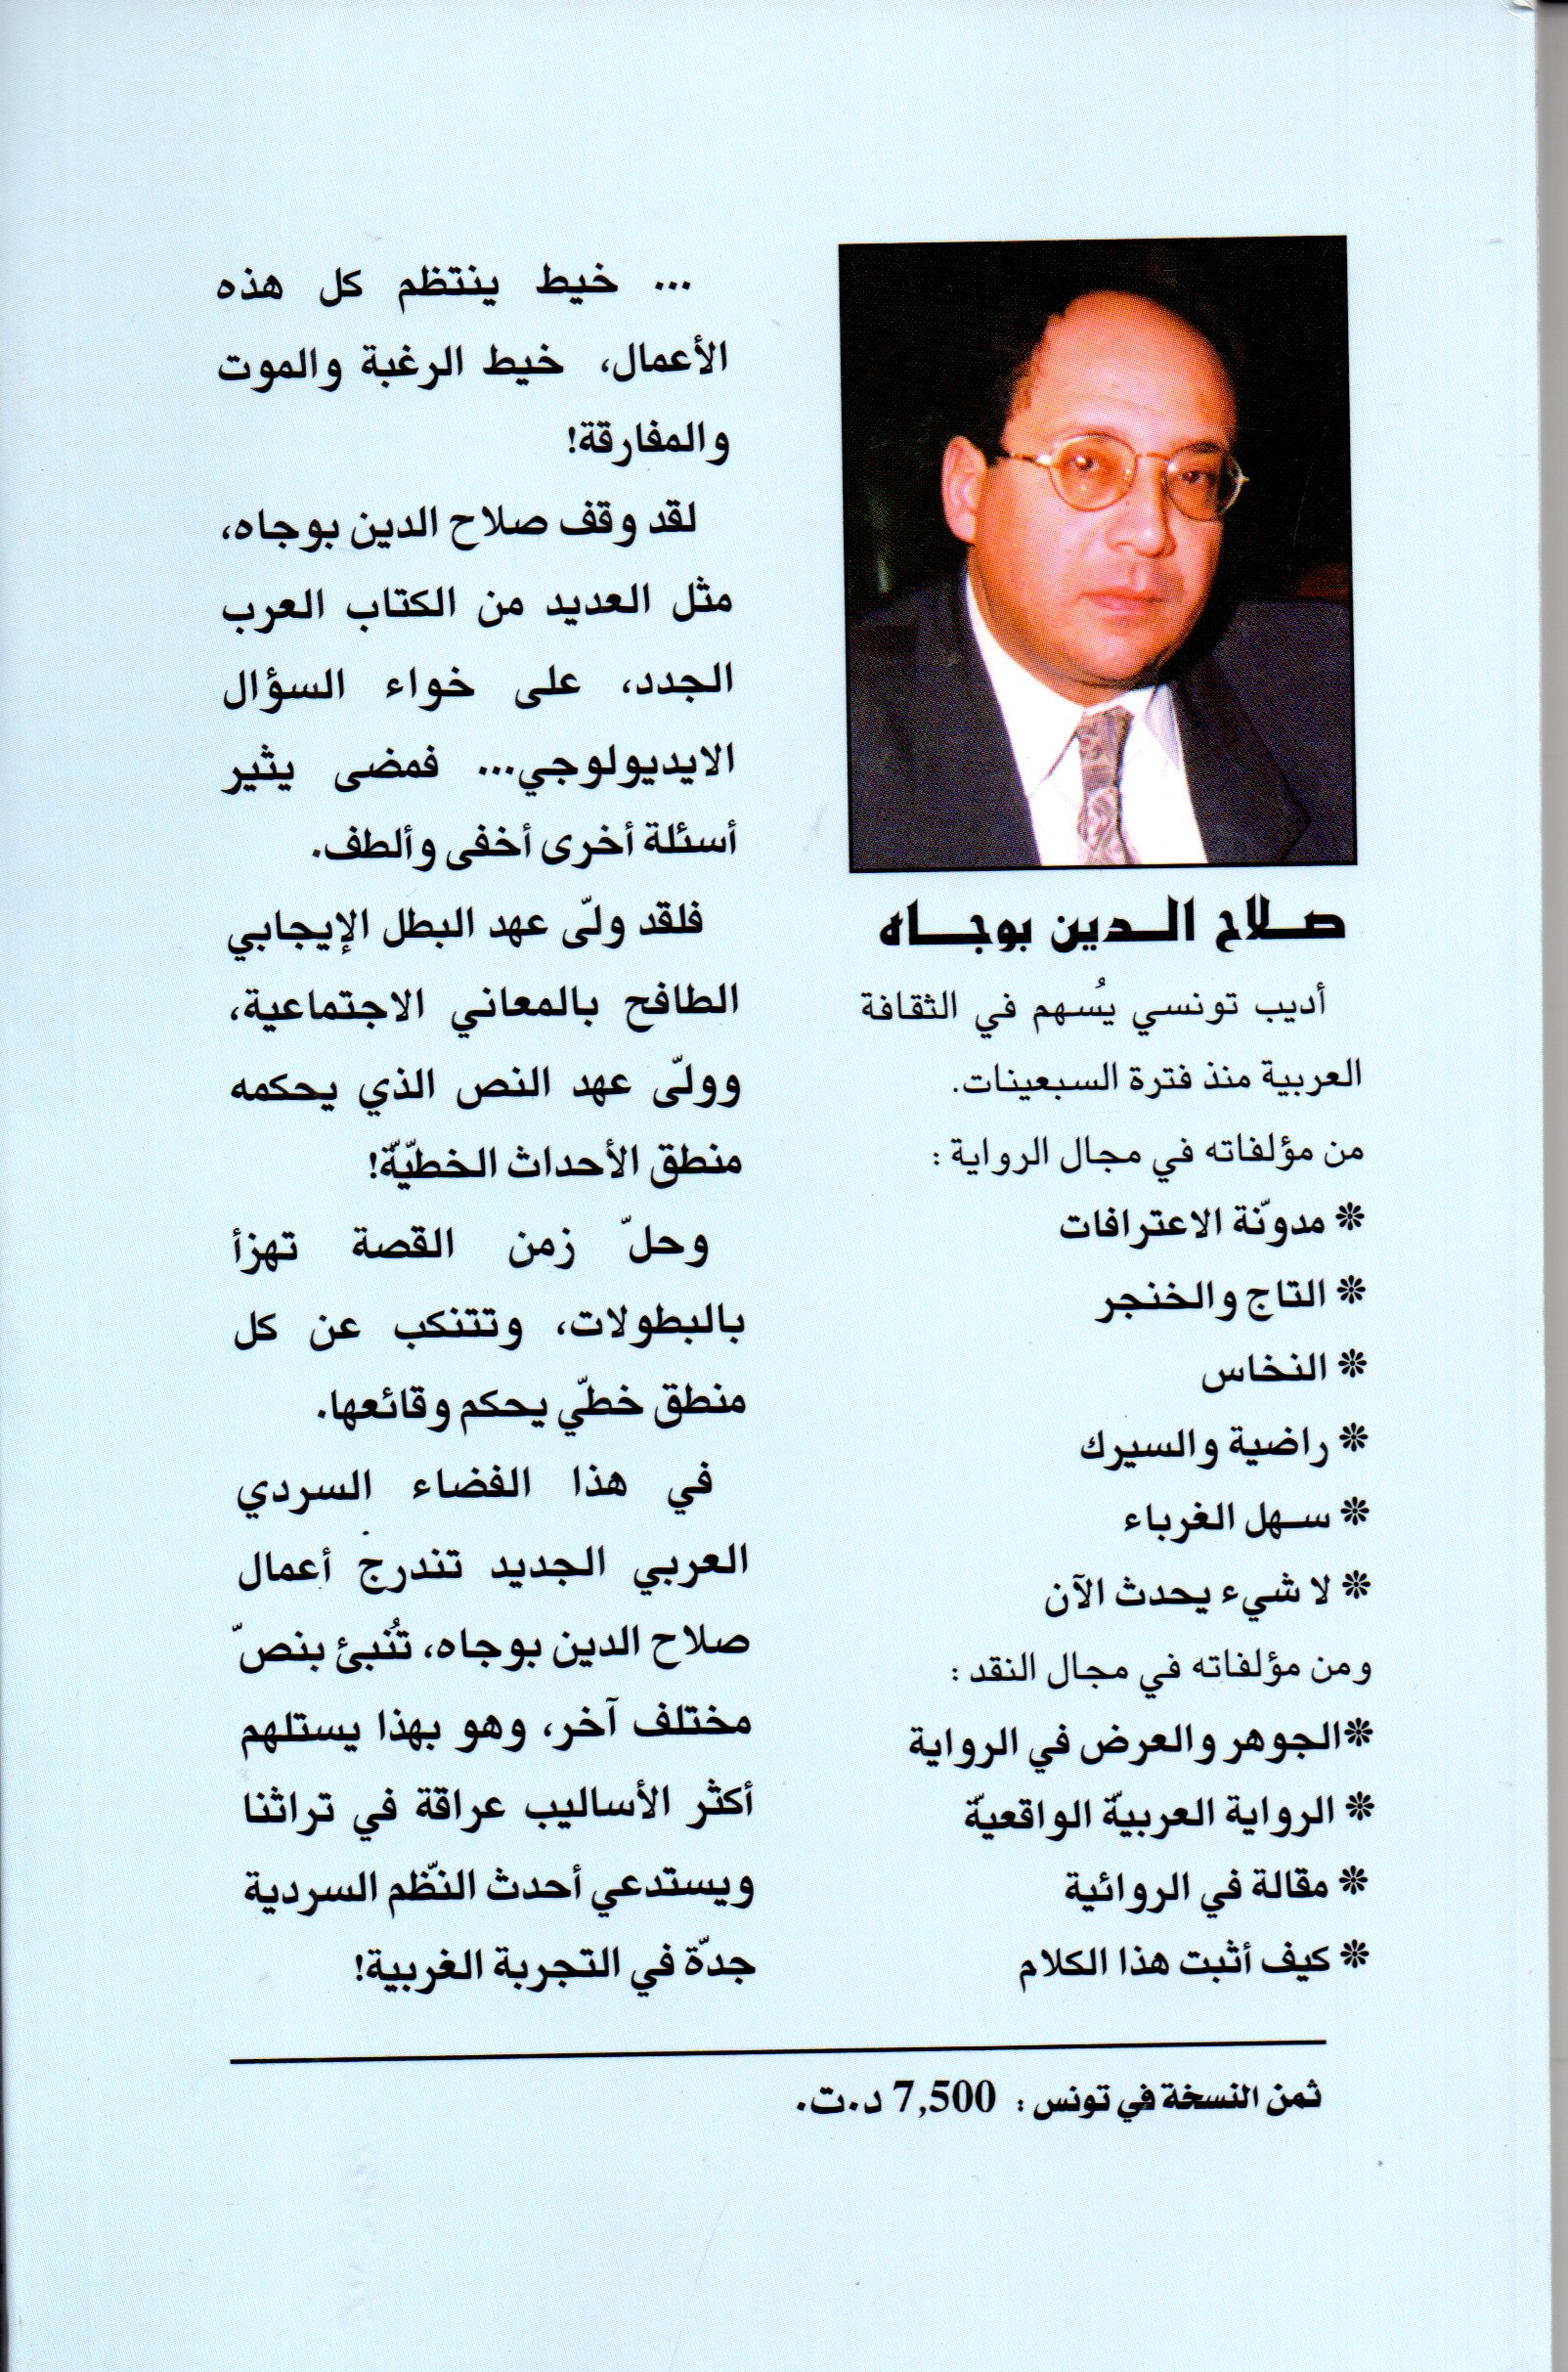 صلاح الدين بوجاه
أديب تونسي يُسهم في الثقافة
العربية منذ فترة السبعينات.
من مؤلفاته في مجال الرواية :
❊ مدوّنة الاعترافات
❊ التاج والخنجر
❊ النخاس
❊ راضية والسيرك
❊ سهل الغرباء
❊ لا شيء يحدث الآن
ومن مؤلفاته في مجال النقد :
❊الجوهر والعرض في الرواية
❊ الرواية العربيّة الواقعيّة
❊ مقالة في الروائية
❊ كيف أثبت هذا الكلام
... خيط ينتظم كل هذه
الأعمال، خيط الرغبة والموت
والمفارقة!
لقد وقف صلاح الدين بوجاه،
مثل العديد من الكتاب العرب
الجدد، على خواء السؤال
الايديولوجي... فمضى يثير
أسئلة أخرى أخفى وألطف.
فلقد ولّى عهد البطل الإيجابي
الطافح بالمعاني الاجتماعية،
وولّى عهد النص الذي يحكمه
منطق الأحداث الخطيّة!
وحلّ زمن القصة تهزأ
بالبطولات، وتتنكب عن كل
منطق خطّي يحكم وقائعها.
في هذا الفضاء السردي
العربي الجديد تندرج أعمال
صلاح الدين بوجاه، تُنبئ بنصّ
مختلف آخر، وهو بهذا يستلهم
أكثر الأساليب عراقة في تراثنا
ويستدعي أحدث النّظم السردية
جدّة في التجربة الغربية!
ثمن النسخة في تونس : 7,500 د.ت.